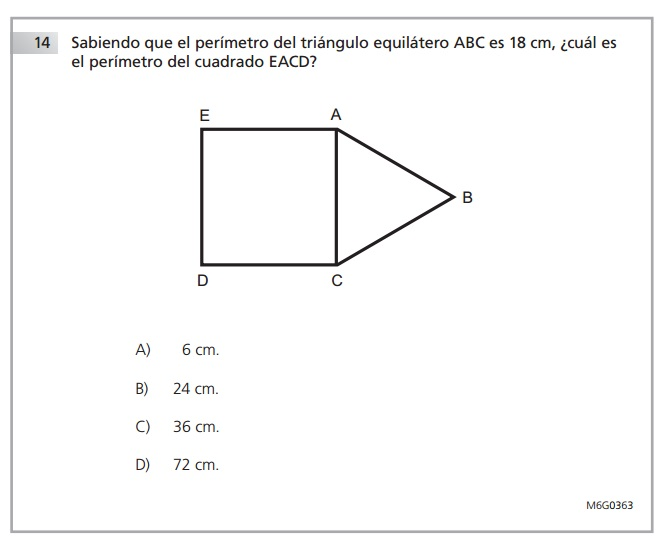 14 Sabiendo que el perímetro del triángulo equilátero ABC es 18 cm, ¿cuál es
el perímetro del cuadrado EACD?
E A
B
D C
A) 6 cm.
B) 24 cm.
C) 36 cm.
D) 72 cm.
M6G0363